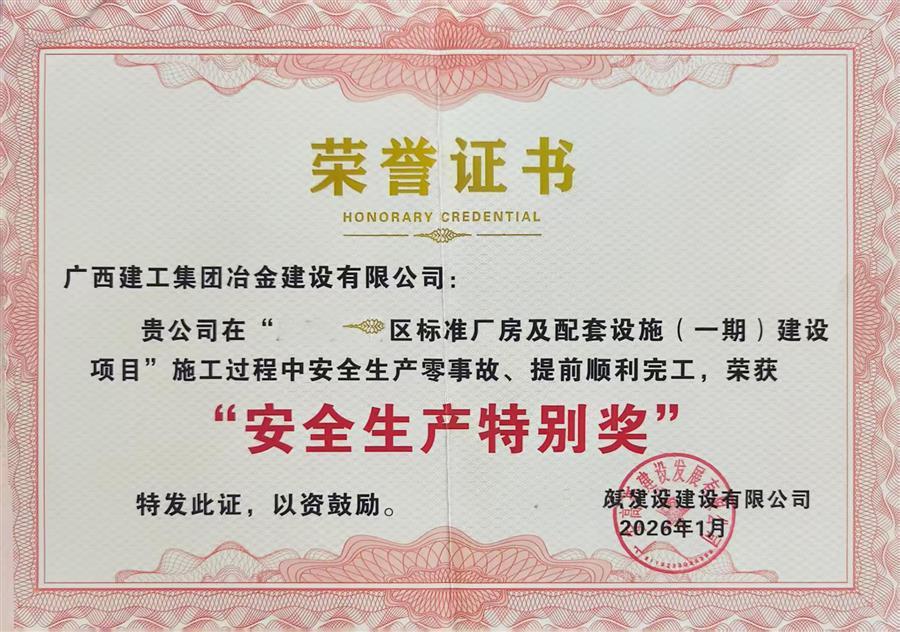 荣誉证书
HONORARY CREDENTIAL
广西建工集团冶金建设有限公司：
贵公司在“ 区标准厂房及配套设施（一期）建设
项目”施工过程中安全生产零事故、提前顺利完工，荣获
“安全生产特别奖”
特发此证，以资鼓励。
设建设有限公司
2026年1月
建设发展有